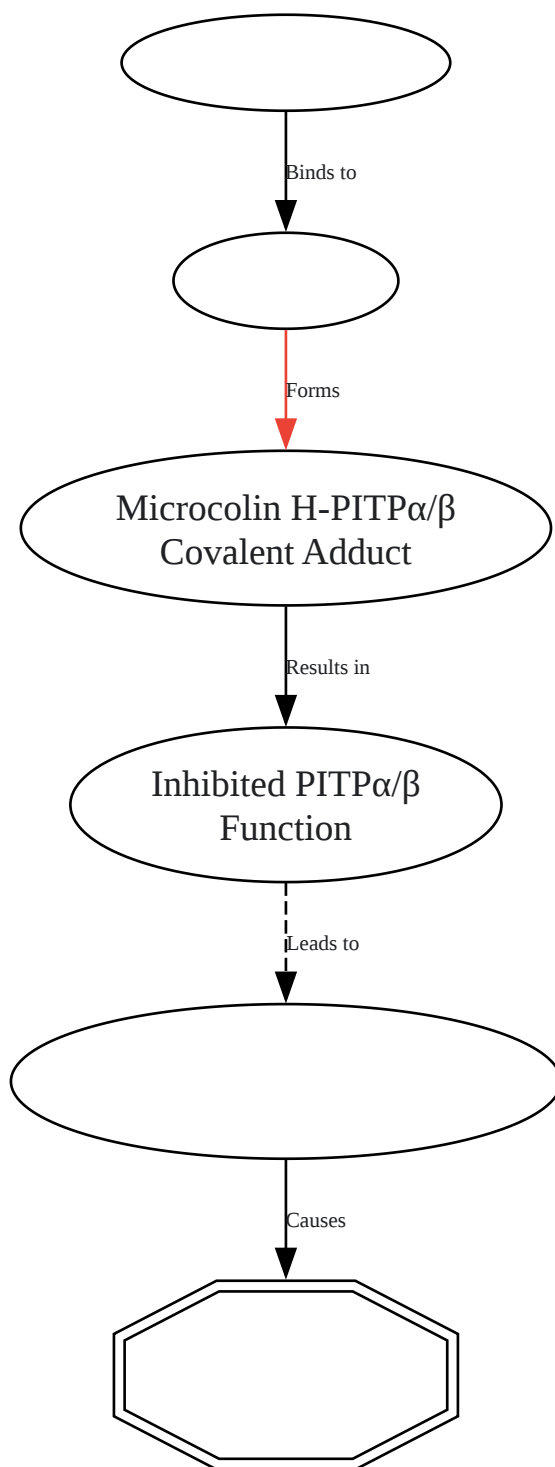 Binds to
Forms
Microcolin H-PITPα/β
Covalent Adduct
Results in
Inhibited PITPα/β
Function
Leads to
Causes